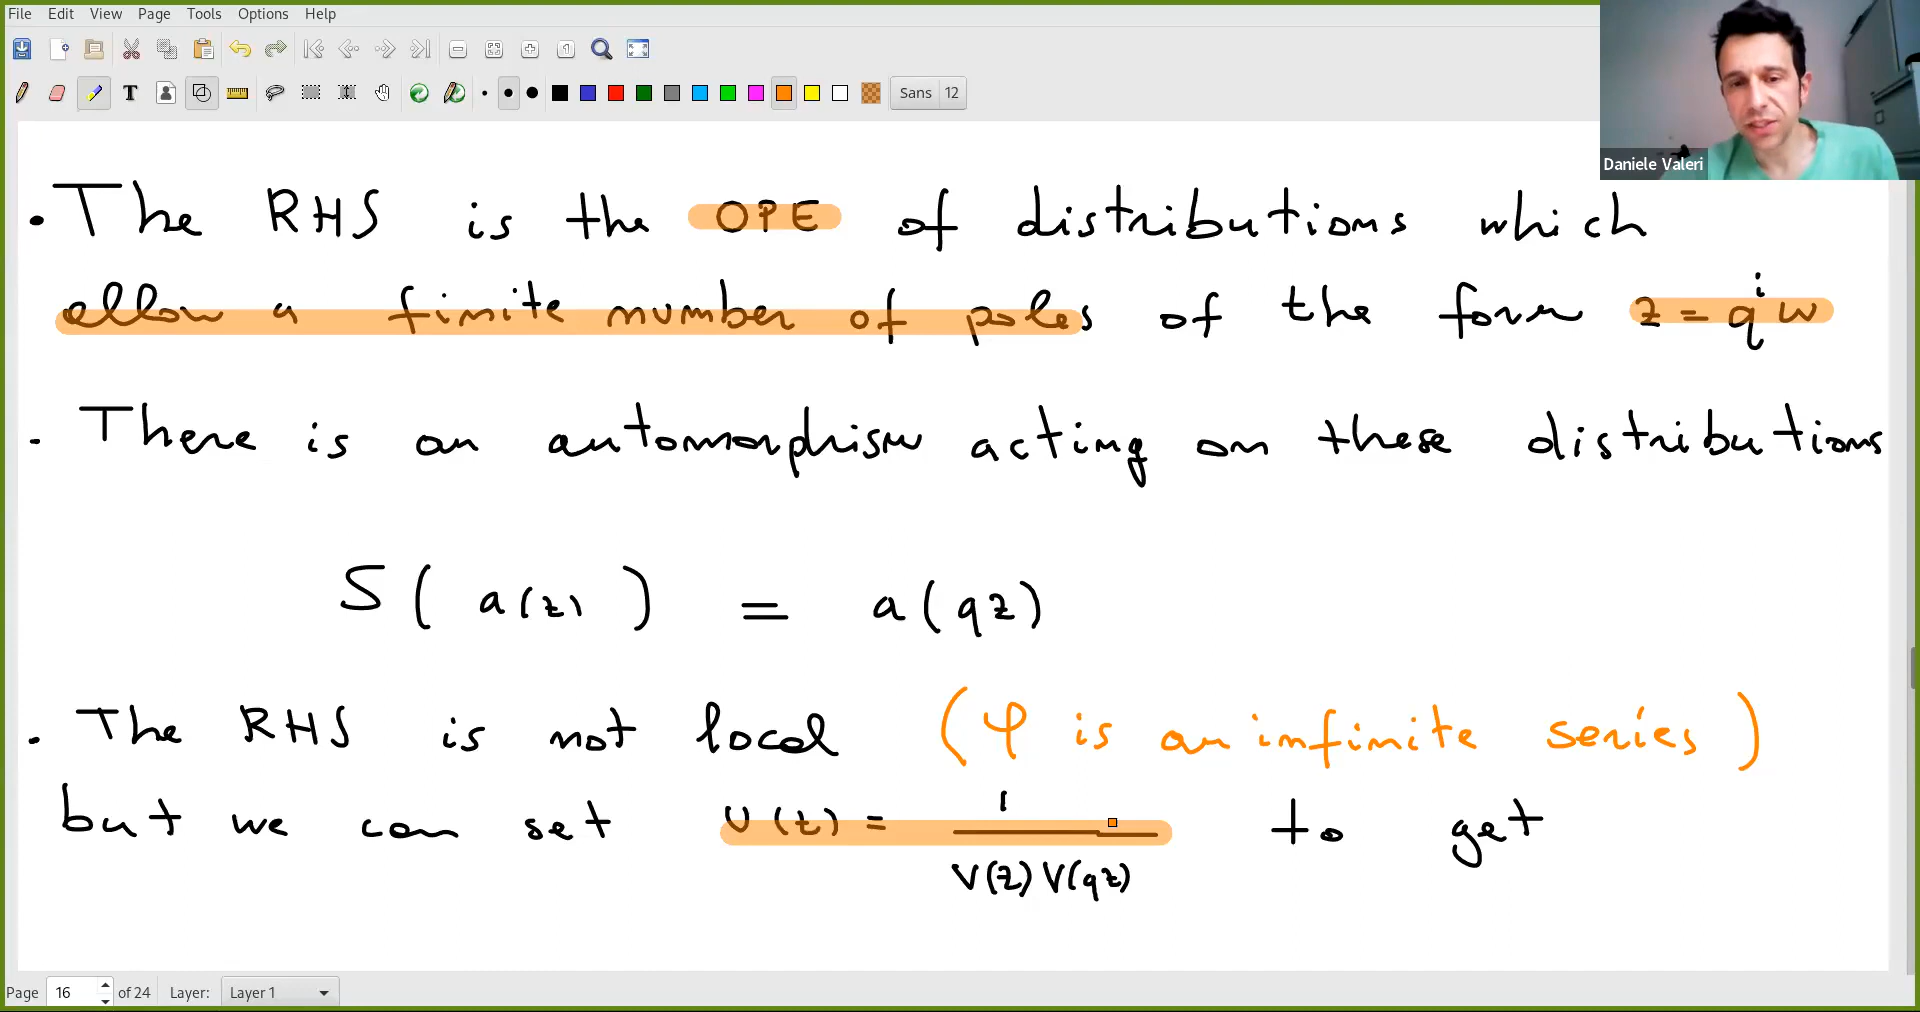 File Edit View Page Tools Options Help
Sans 12
Daniele Valeri
. The RHS is the OPE of distributions which
allow a finite number of poles of the form z = q^i w
. There is an automorphism acting on these distributions
S( a(z) ) = a(qz)
. The RHS is not local (φ is an infinite series)
but we can set U(z) = 1 / V(z) V(qz) to get
Page 16 of 24 Layer: Layer 1